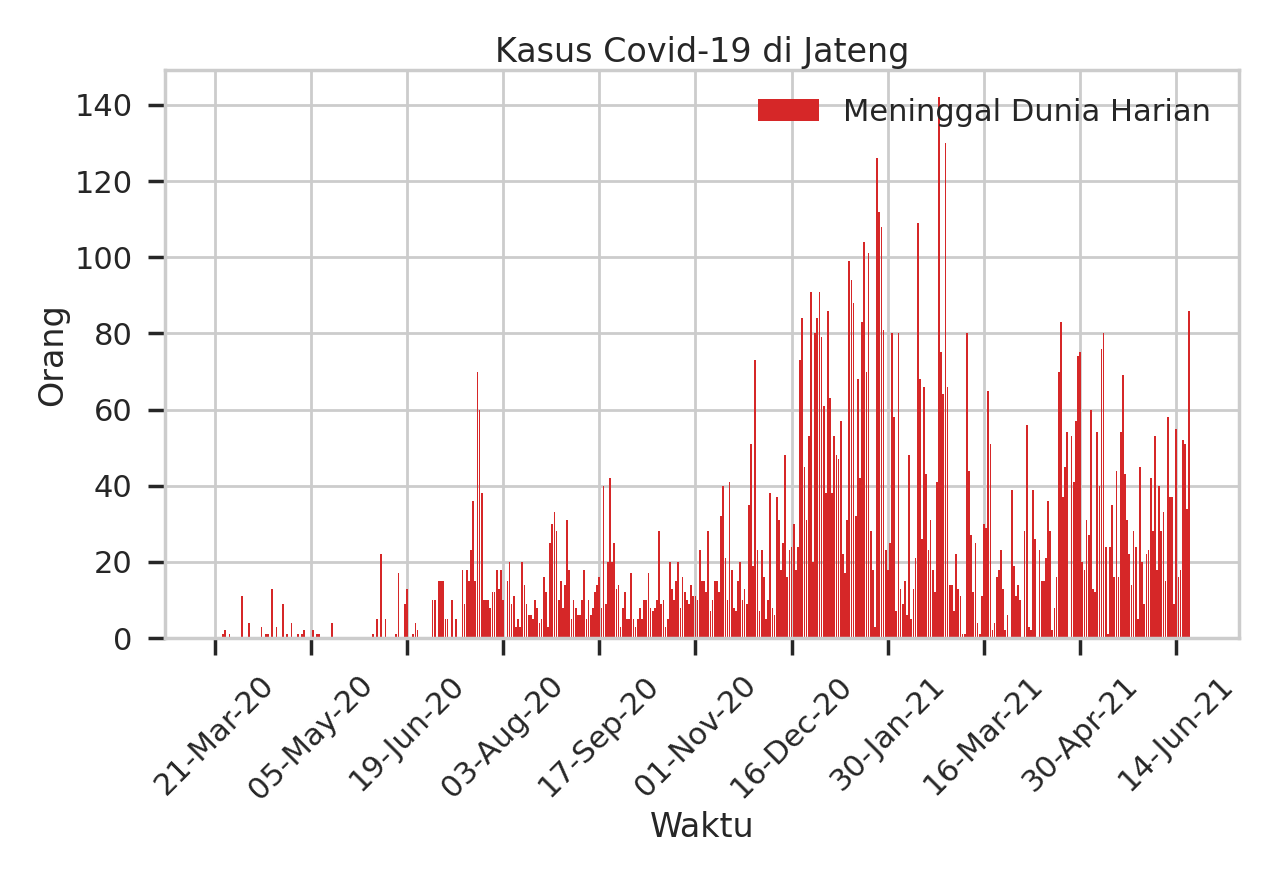 Kasus Covid-19 di Jateng
Meninggal Dunia Harian
Orang
140
120
100
80
60
40
20
0
21-Mar-20
05-May-20
19-Jun-20
03-Aug-20
17-Sep-20
01-Nov-20
16-Dec-20
30-Jan-21
16-Mar-21
30-Apr-21
14-Jun-21
Waktu